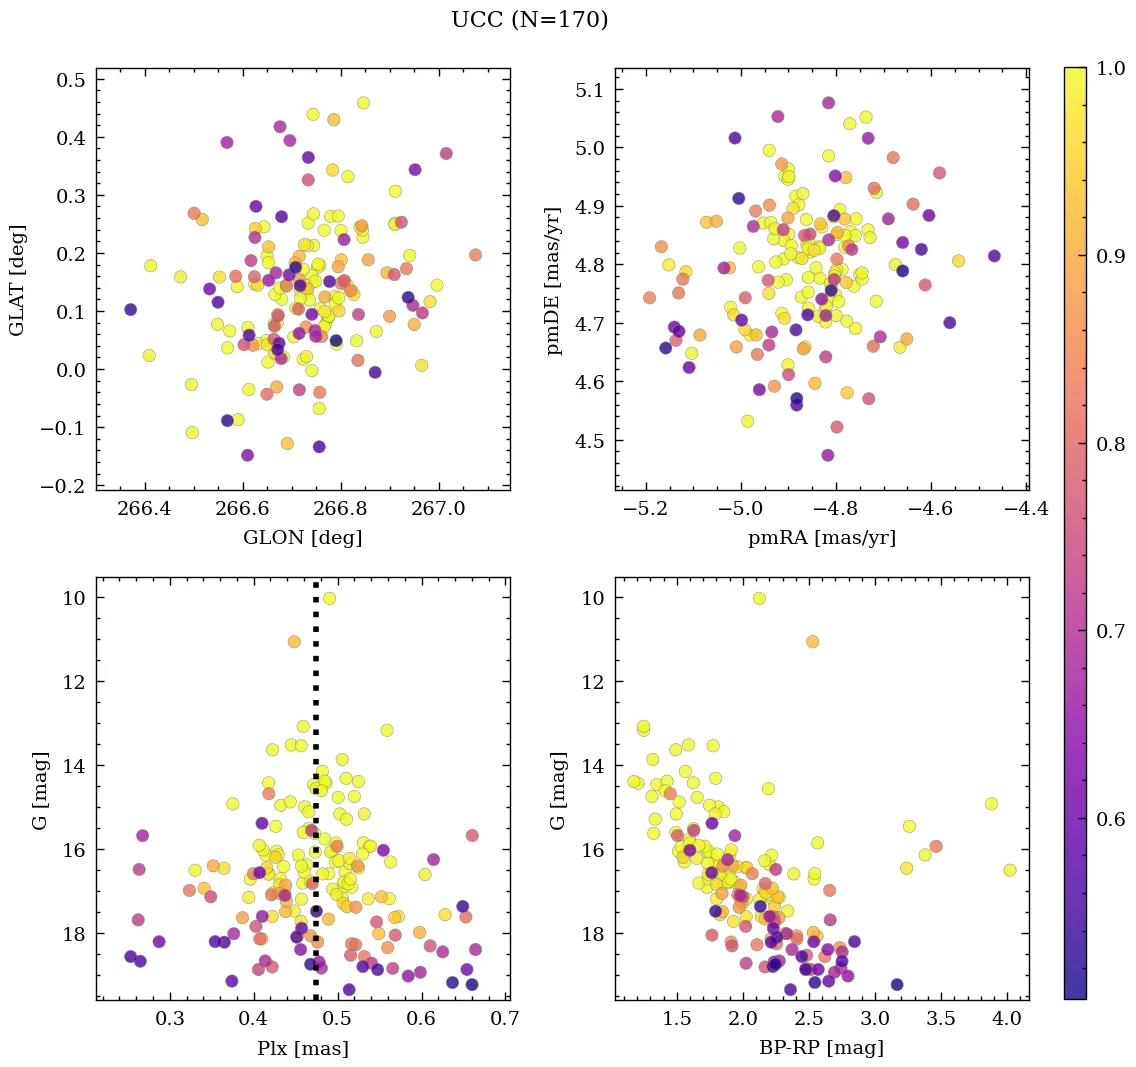 UCC (N=170)
0.5
0.4
0.3
0.2
0.1
0.0
−0.1
−0.2
GLAT [deg]
266.4 266.6 266.8 267.0
GLON [deg]
5.1
5.0
4.9
4.8
4.7
4.6
4.5
pmDE [mas/yr]
−5.2 −5.0 −4.8 −4.6 −4.4
pmRA [mas/yr]
10
12
14
16
18
G [mag]
0.3 0.4 0.5 0.6 0.7
Plx [mas]
10
12
14
16
18
G [mag]
1.5 2.0 2.5 3.0 3.5 4.0
BP-RP [mag]
1.0
0.9
0.8
0.7
0.6